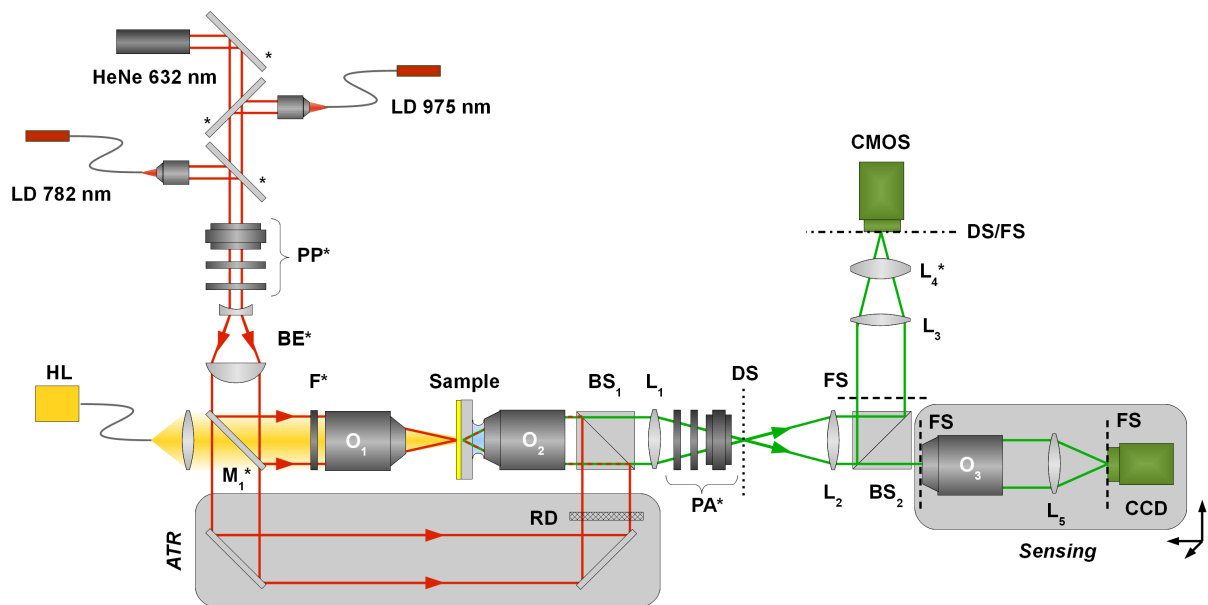 HeNe 632 nm
*
LD 975 nm
*
LD 782 nm
*
CMOS
DS/FS
PP*
L4*
L3
BE*
HL
F*
Sample
BS1
L1
DS
FS
FS
FS
O1
O2
O3
M1*
PA*
L2
BS2
L5
CCD
RD
ATR
Sensing